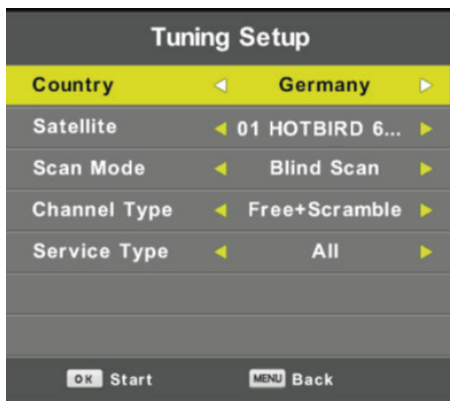 Tuning Setup
Country Germany
Satellite 01 HOTBIRD 6...
Scan Mode Blind Scan
Channel Type Free+Scramble
Service Type All
OK Start MENU Back